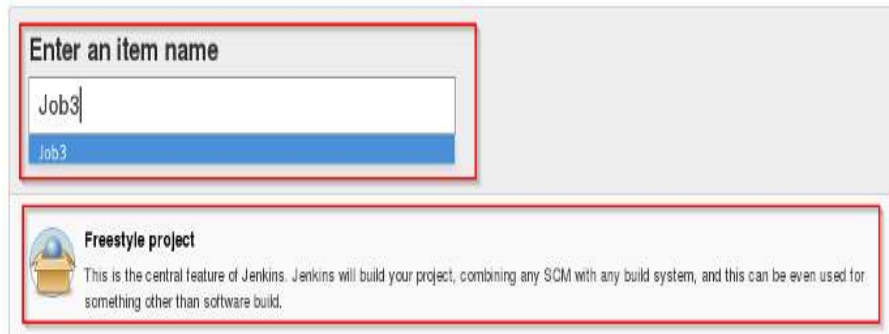 Enter an item name
Job3
Job3
Freestyle project
This is the central feature of Jenkins. Jenkins will build your project, combining any SCM with any build system, and this can be even used for
something other than software build.